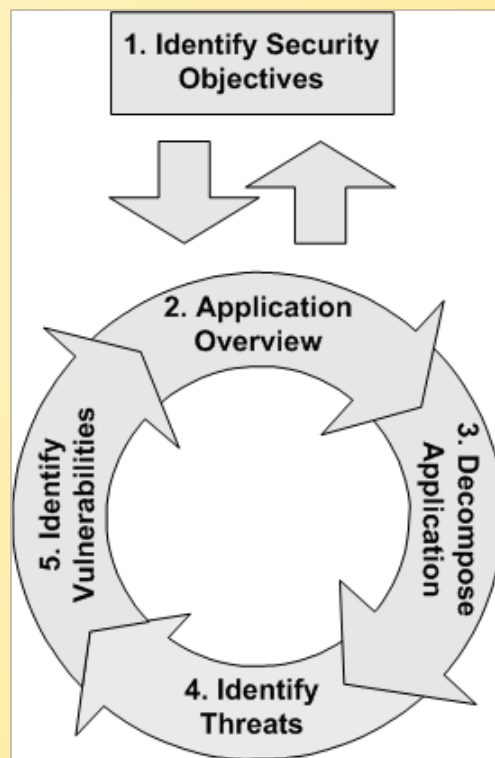 1. Identify Security
Objectives
2. Application
Overview
3. Decompose
Application
4. Identify
Threats
5. Identify
Vulnerabilities